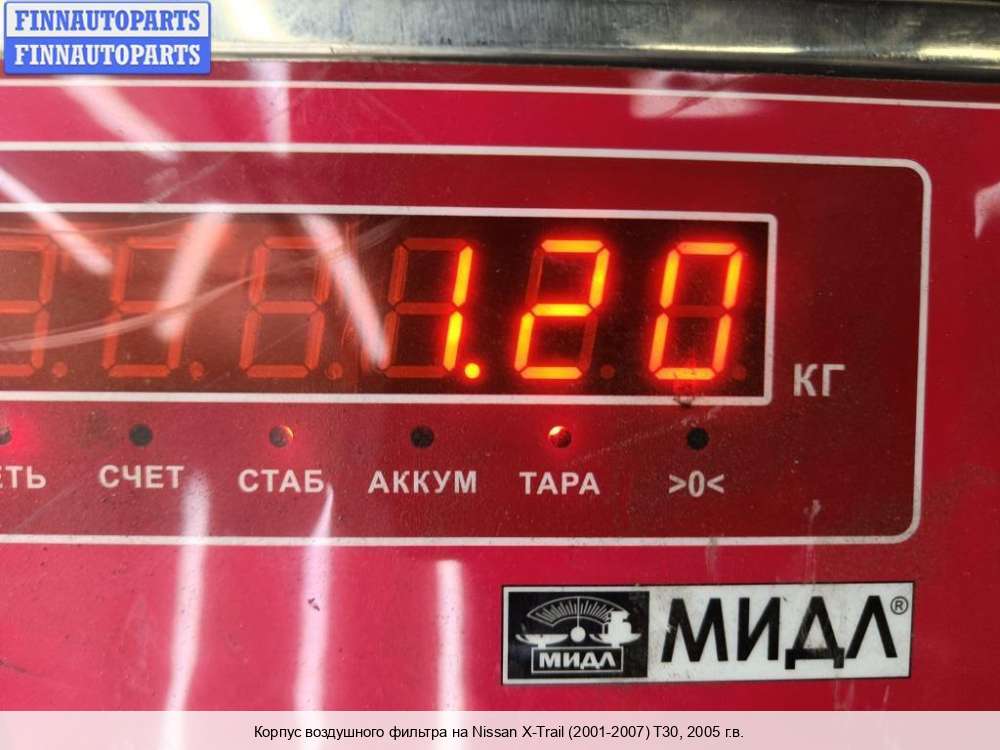 FINNAUTOPARTS
FINNAUTOPARTS
1.20
КГ
СЧЕТ СТАБ АККУМ ТАРА >0<
МИДЛ
МИДЛ®
Корпус воздушного фильтра на Nissan X-Trail (2001-2007) T30, 2005 г.в.